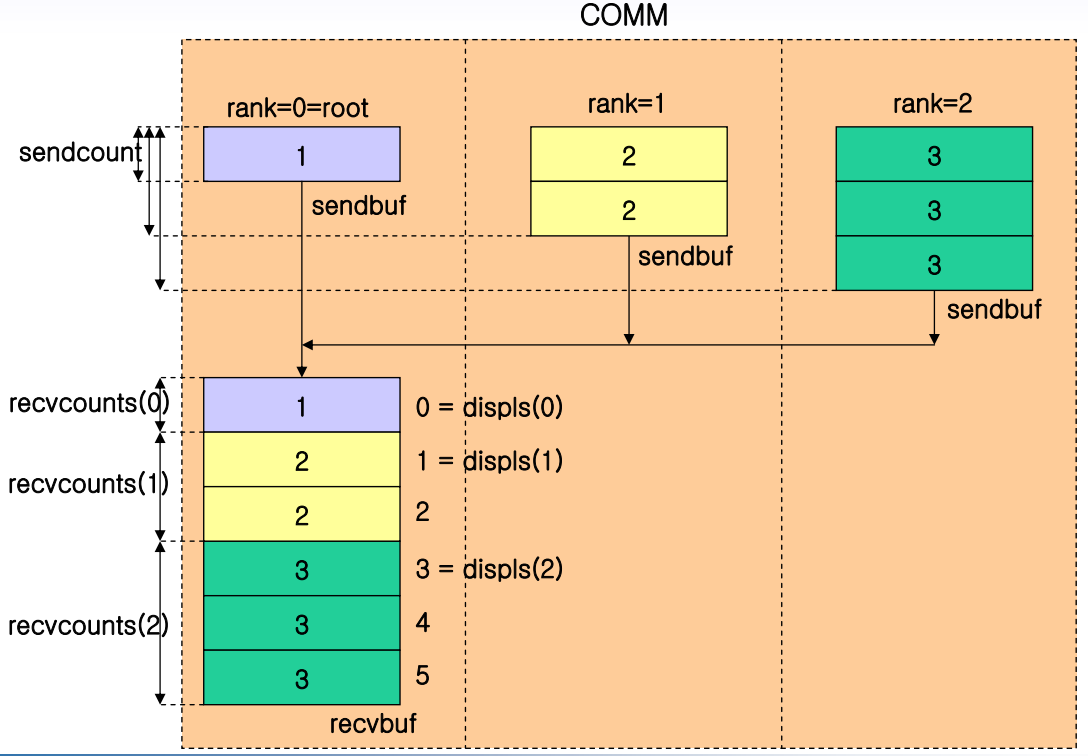 COMM
rank=0=root
rank=1
rank=2
sendcount
1
2
3
sendbuf
2
3
sendbuf
3
sendbuf
recvcounts(0)
1
0 = displs(0)
recvcounts(1)
2
1 = displs(1)
2
2
3
3 = displs(2)
recvcounts(2)
3
4
3
5
recvbuf